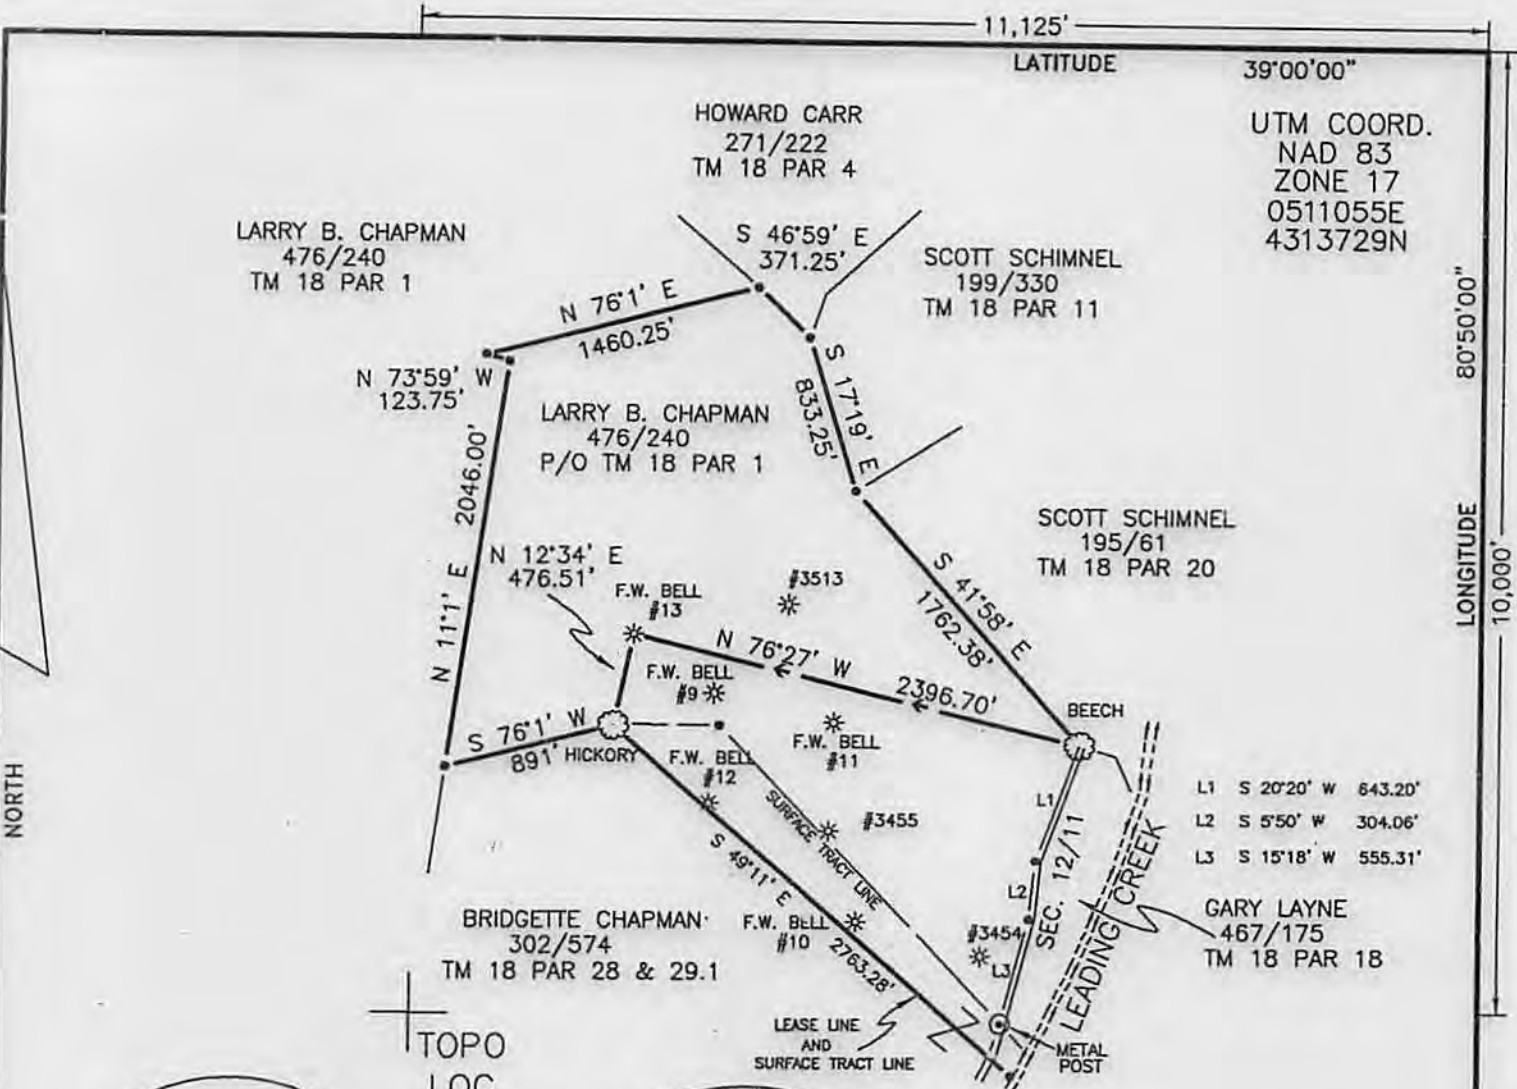 11,125'
LATITUDE
39°00'00"
UTM COORD.
NAD 83
ZONE 17
0511055E
4313729N
HOWARD CARR
271/222
TM 18 PAR 4
LARRY B. CHAPMAN
476/240
TM 18 PAR 1
S 46°59' E
371.25'
SCOTT SCHIMNEL
199/330
TM 18 PAR 11
80°50'00"
LONGITUDE
10,000'
N 76°1' E
1460.25'
N 73°59' W
123.75'
S 17°19' E
833.25'
LARRY B. CHAPMAN
476/240
P/O TM 18 PAR 1
N 11°1' E 2046.00'
SCOTT SCHIMNEL
195/61
TM 18 PAR 20
N 12°34' E
476.51'
F.W. BELL
#13
#3513
S 41°58' E
1762.38'
N 76°27' W
2396.70'
F.W. BELL
#9
BEECH
S 76°1' W
891'
HICKORY
F.W. BELL
#11
F.W. BELL
#12
#3455
SURFACE TRACT LINE
L1
L2
L3
L1 S 20°20' W 643.20'
L2 S 5°50' W 304.06'
L3 S 15°18' W 555.31'
SEC. 12/11
LEADING CREEK
GARY LAYNE
467/175
TM 18 PAR 18
NORTH
BRIDGETTE CHAPMAN
302/574
TM 18 PAR 28 & 29.1
S 49°11' E
2763.28'
F.W. BELL
#10
#3454
LEASE LINE
AND
SURFACE TRACT LINE
METAL
POST
TOPO
LOC